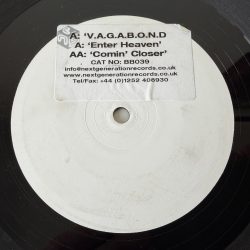 A: 'V.A.G.A.B.O.N.D
A: 'Enter Heaven'
AA: 'Comin' Closer'
CAT NO: BB039
info@nextgenerationrecords.co.uk
www.nextgenerationrecords.co.uk
Tel/Fax: +44 (0)1252 406930